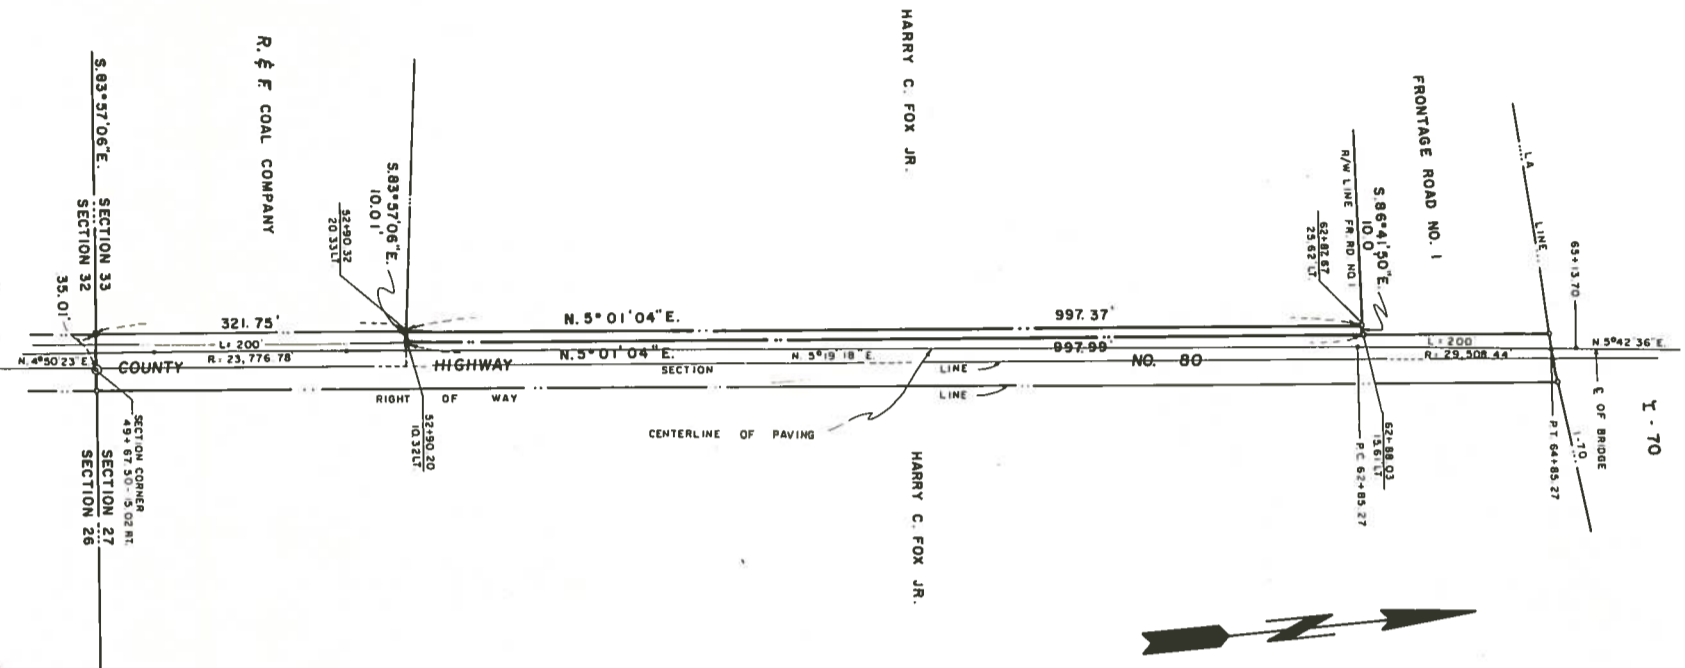 S. 83°57'06"E.
SECTION 33
SECTION 32
35.01'
R. & F. COAL COMPANY
S. 83°57'06"E.
10.01'
52+90.32
20.33 LT
HARRY C. FOX JR.
FRONTAGE ROAD NO. 1
S. 86°41'50"E.
10.0
R/W LINE FR. RD NO. 1
62+82.67
25.62' LT.
LA
LINE
65+13.70
I-70
321.75'
N. 5°01'04"E.
997.37'
L= 200'
R= 23,776.78'
N. 4°50'23"E.
COUNTY HIGHWAY NO. 80
N. 5°01'04"E.
997.99'
N. 5°19'18"E.
SECTION LINE
L= 200
R= 29,508.44'
N 5°42'36"E.
RIGHT OF WAY LINE
CENTERLINE OF PAVING
52+90.20
10.32 LT
62+88.03
15.61 LT
P.C. 62+85.27
P.T. 64+85.27
I-70
℄ OF BRIDGE
SECTION CORNER
49+67.50-15.02 RT.
SECTION 27
SECTION 26
HARRY C. FOX JR.